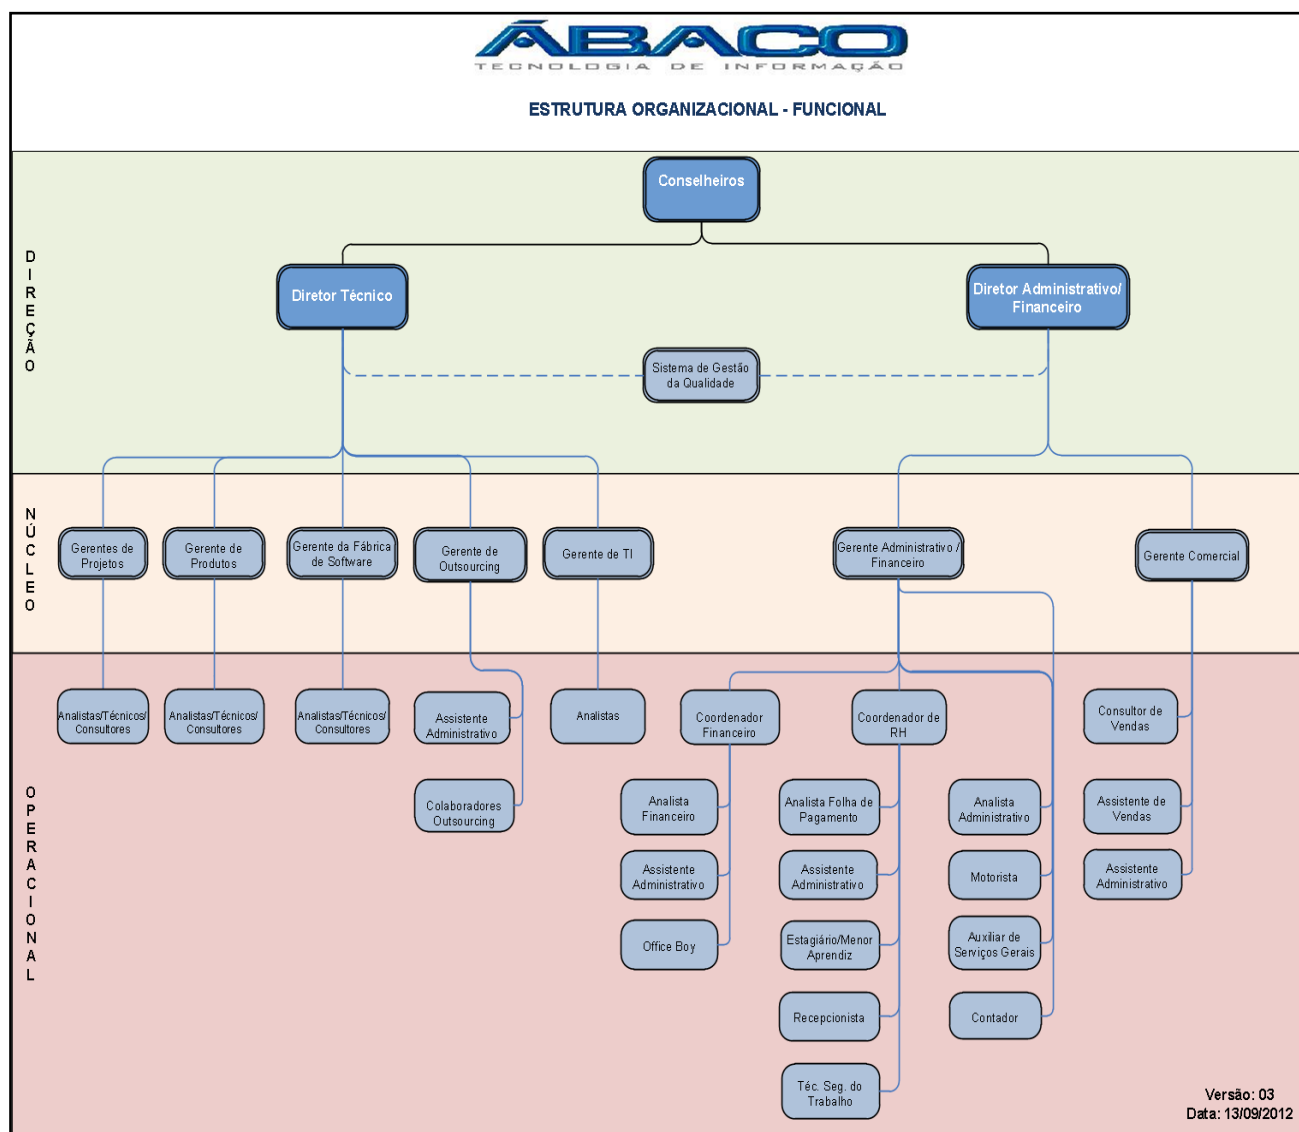 ÁBACO
TECNOLOGIA DE INFORMAÇÃO
ESTRUTURA ORGANIZACIONAL - FUNCIONAL
DIREÇÃO
Conselheiros
Diretor Técnico
Diretor Administrativo/
Financeiro
Sistema de Gestão
da Qualidade
NÚCLEO
Gerentes de
Projetos
Gerente de
Produtos
Gerente da Fábrica
de Software
Gerente de
Outsourcing
Gerente de TI
Gerente Administrativo /
Financeiro
Gerente Comercial
OPERACIONAL
Analistas/Técnicos/
Consultores
Analistas/Técnicos/
Consultores
Analistas/Técnicos/
Consultores
Assistente
Administrativo
Analistas
Coordenador
Financeiro
Coordenador de
RH
Consultor de
Vendas
Colaboradores
Outsourcing
Analista
Financeiro
Analista Folha de
Pagamento
Analista
Administrativo
Assistente de
Vendas
Assistente
Administrativo
Assistente
Administrativo
Motorista
Assistente
Administrativo
Office Boy
Estagiário/Menor
Aprendiz
Auxiliar de
Serviços Gerais
Recepcionista
Contador
Téc. Seg. do
Trabalho
Versão: 03
Data: 13/09/2012